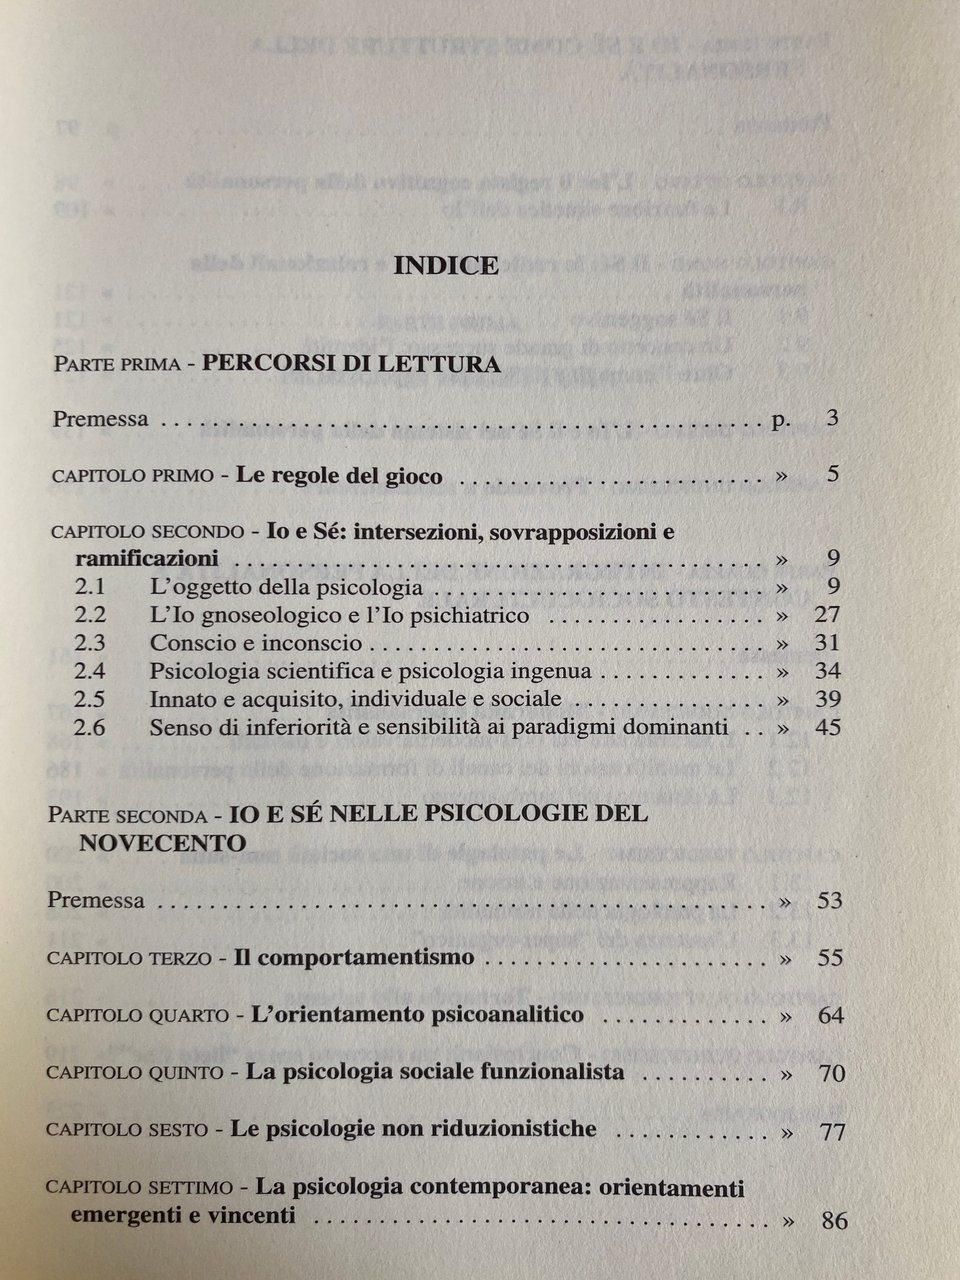 INDICE
PARTE PRIMA - PERCORSI DI LETTURA
Premessa . . . . . . . . . . . . . . . . . . . . . . . . . . . . . . . . . . . . . . . . . . p. 3
CAPITOLO PRIMO - Le regole del gioco . . . . . . . . . . . . . . . . . . . . . . » 5
CAPITOLO SECONDO - Io e Sé: intersezioni, sovrapposizioni e
ramificazioni . . . . . . . . . . . . . . . . . . . . . . . . . . . . . . . . . . . . . » 9
2.1 L’oggetto della psicologia . . . . . . . . . . . . . . . . . . . . . . . . » 9
2.2 L’Io gnoseologico e l’Io psichiatrico . . . . . . . . . . . . . . . . » 27
2.3 Conscio e inconscio . . . . . . . . . . . . . . . . . . . . . . . . . . . . » 31
2.4 Psicologia scientifica e psicologia ingenua . . . . . . . . . . . . » 34
2.5 Innato e acquisito, individuale e sociale . . . . . . . . . . . . . . » 39
2.6 Senso di inferiorità e sensibilità ai paradigmi dominanti . . » 45
PARTE SECONDA - IO E SÉ NELLE PSICOLOGIE DEL
NOVECENTO
Premessa . . . . . . . . . . . . . . . . . . . . . . . . . . . . . . . . . . . . . . . . . . » 53
CAPITOLO TERZO - Il comportamentismo . . . . . . . . . . . . . . . . . . . . » 55
CAPITOLO QUARTO - L’orientamento psicoanalitico . . . . . . . . . . . . » 64
CAPITOLO QUINTO - La psicologia sociale funzionalista . . . . . . . . . . » 70
CAPITOLO SESTO - Le psicologie non riduzionistiche . . . . . . . . . . . . » 77
CAPITOLO SETTIMO - La psicologia contemporanea: orientamenti
emergenti e vincenti . . . . . . . . . . . . . . . . . . . . . . . . . . . . . . . . » 86